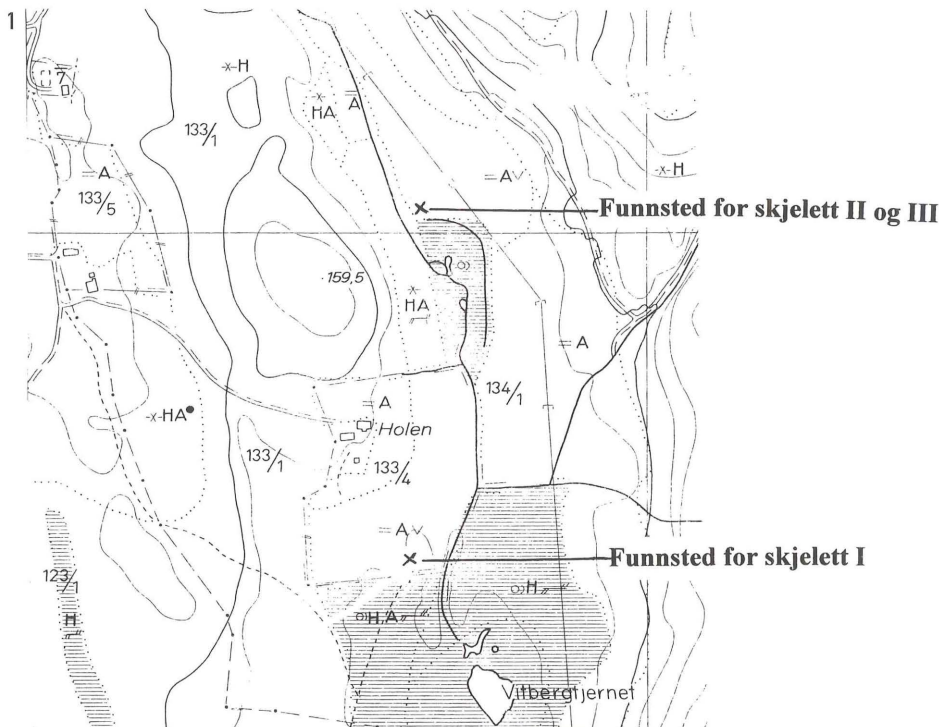 1
7
-x-H
x HA
A
133/1
-x-H
= A
133/5
= A
Funnsted for skjelett II og III
159,5
x HA
= A
134/1
= A
-x-HA
Holen
133/1
133/4
= A
Funnsted for skjelett I
123/1
H
H
H,A
Vitbergtjernet